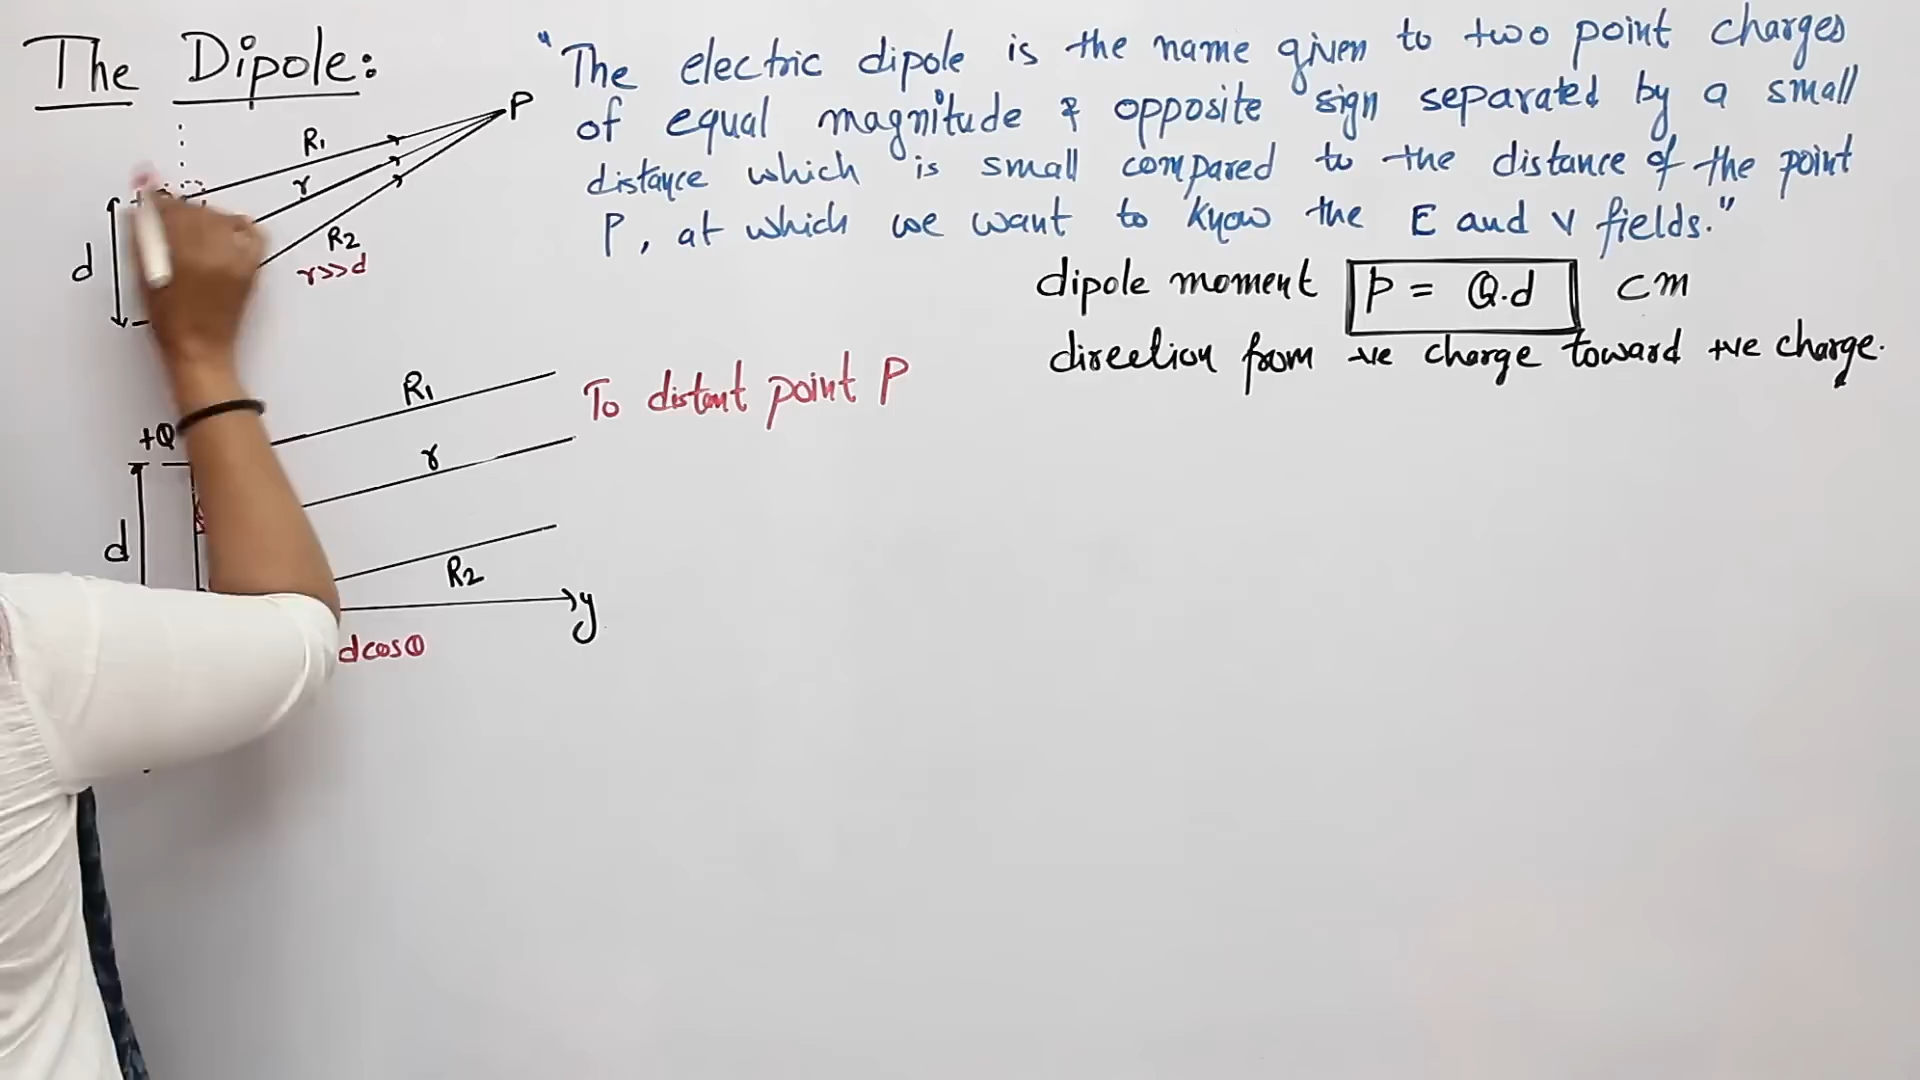 The Dipole:
"The electric dipole is the name given to two point charges
of equal magnitude & opposite sign separated by a small
distance which is small compared to the distance of the point
P, at which we want to know the E and V fields."
dipole moment p = Q.d cm
direction from -ve charge toward +ve charge.
P
R1
r
R2
r>>d
d
To distant point P
R1
+Q
r
d
R2
y
d cosθ